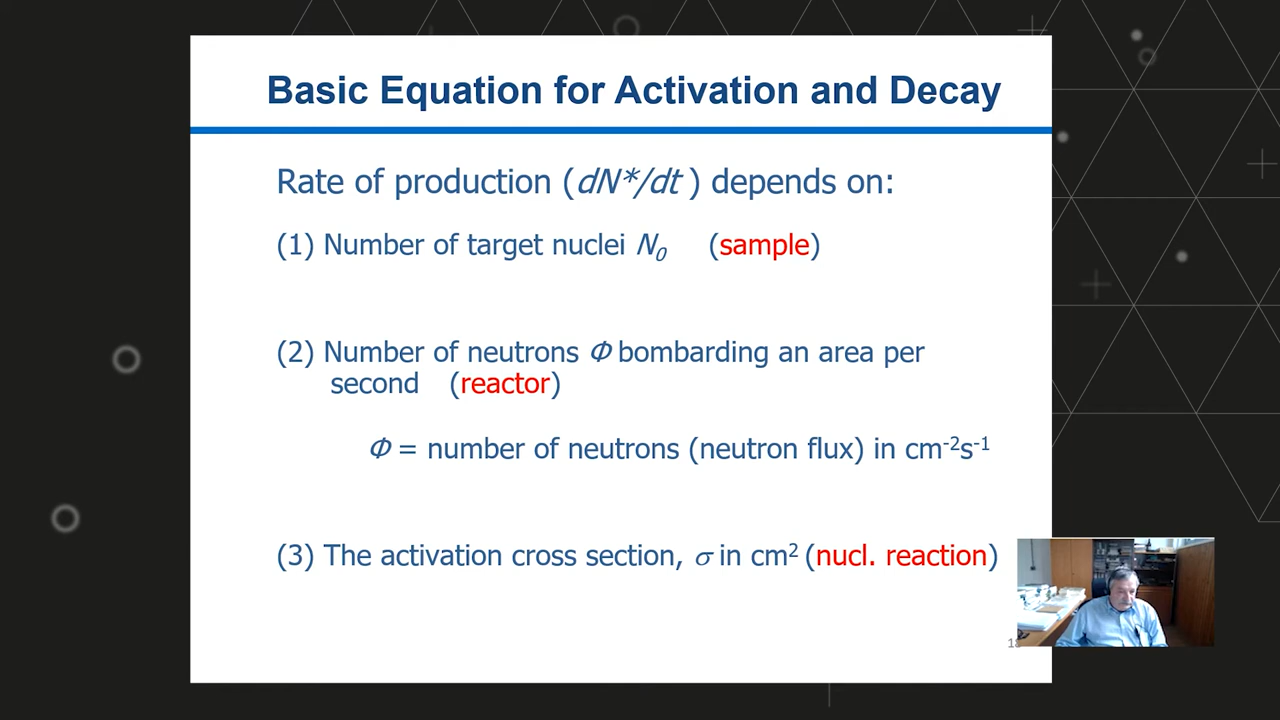 Basic Equation for Activation and Decay
Rate of production (dN*/dt ) depends on:
(1) Number of target nuclei N₀ (sample)
(2) Number of neutrons Φ bombarding an area per
second (reactor)
Φ = number of neutrons (neutron flux) in cm⁻²s⁻¹
(3) The activation cross section, σ in cm² (nucl. reaction)